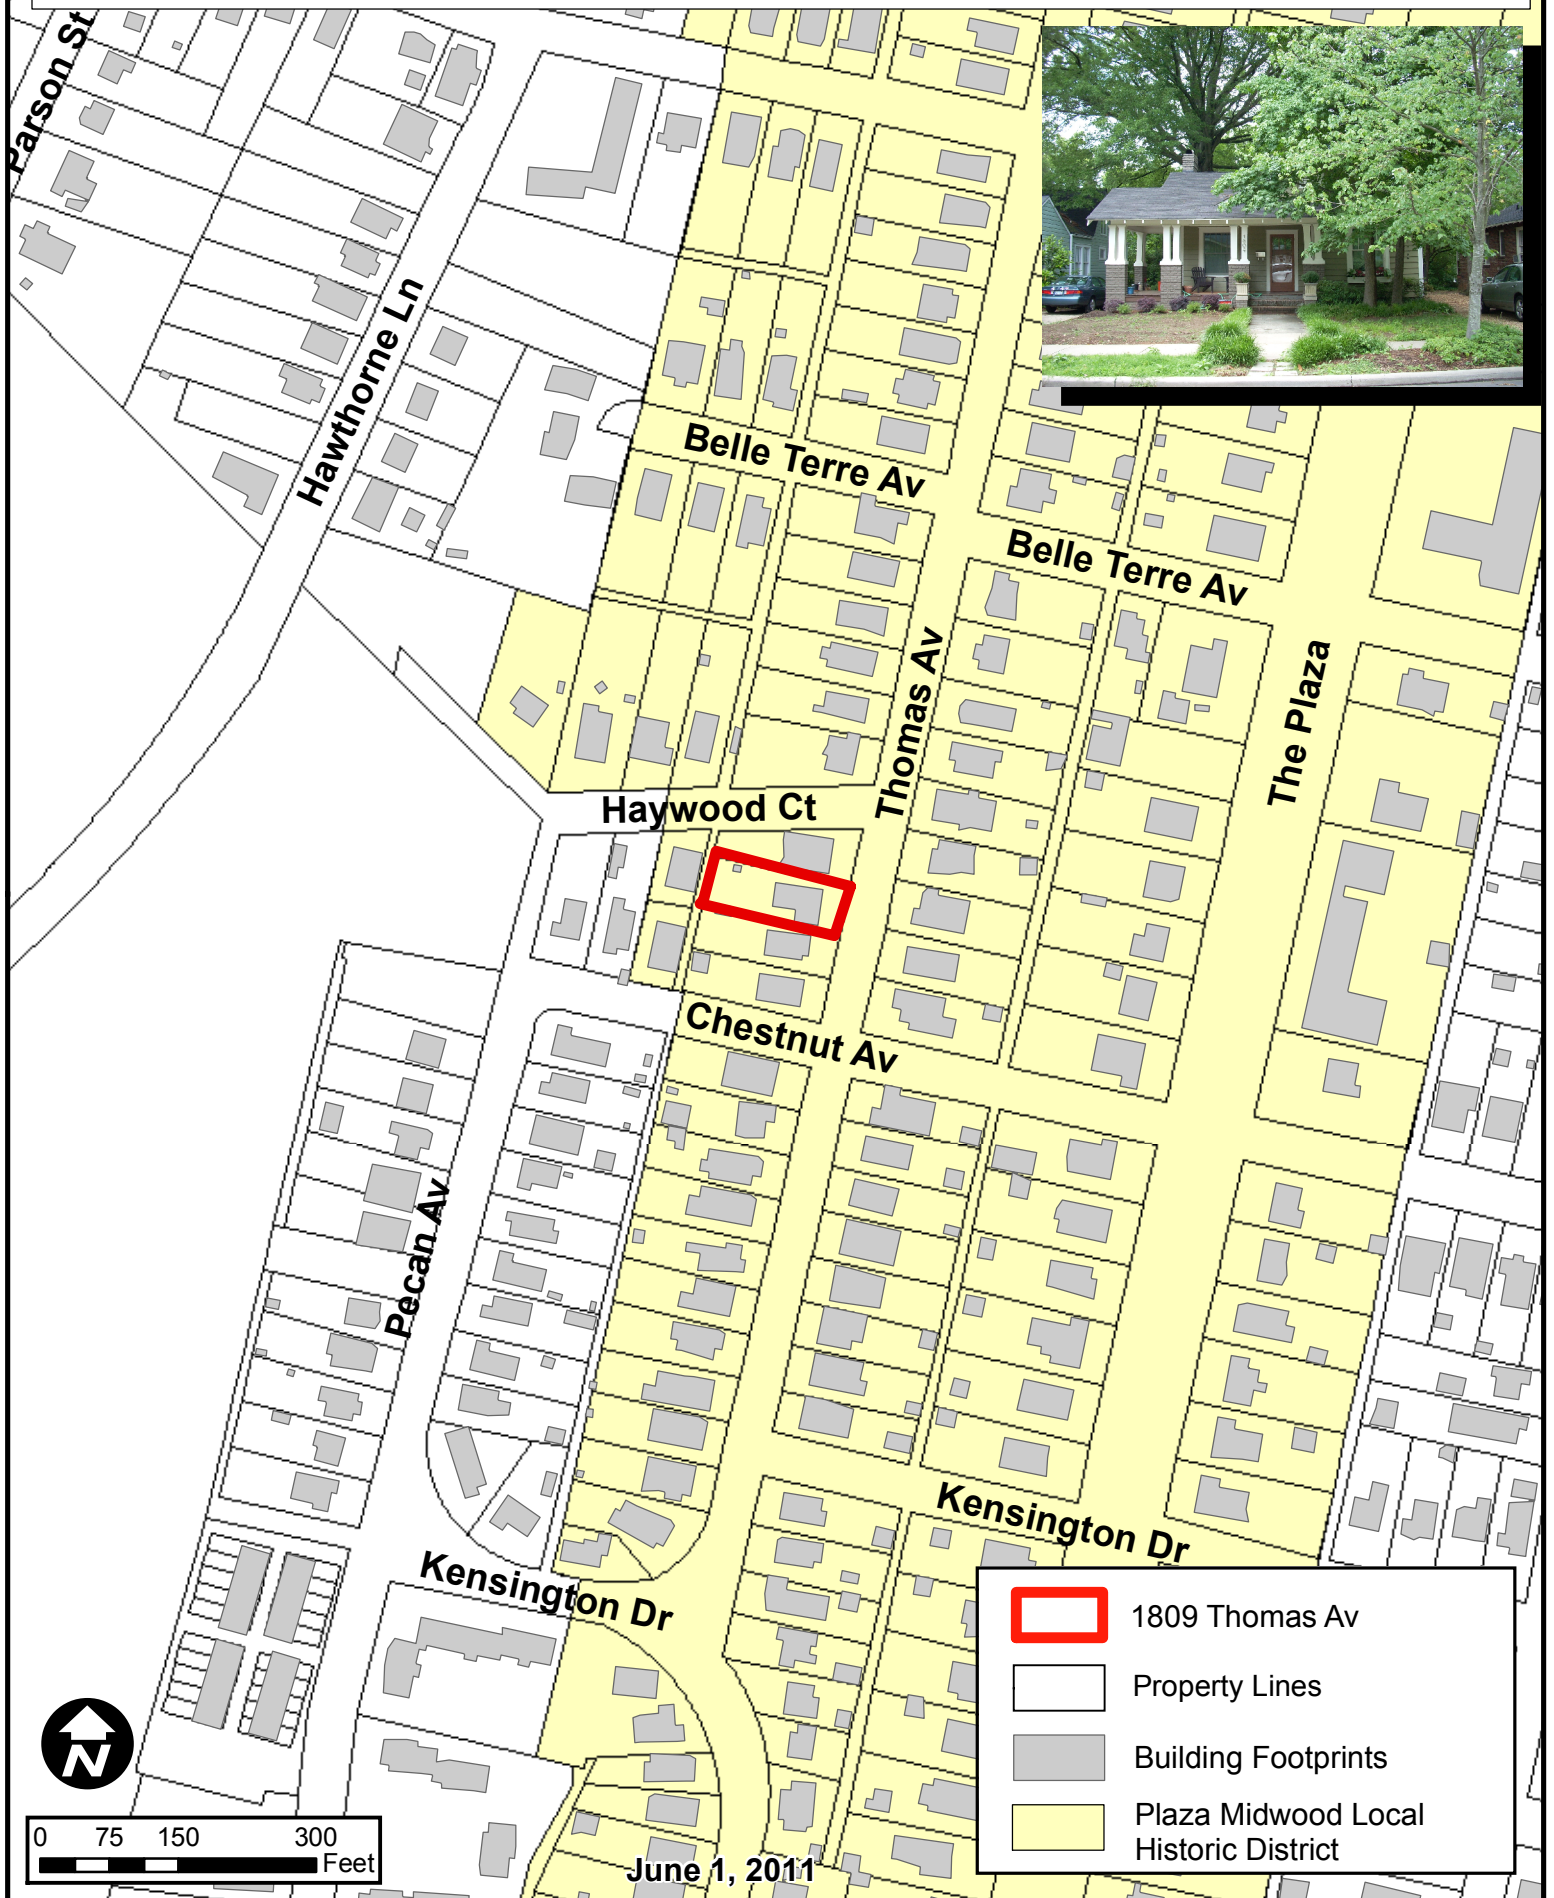 Parson St
Hawthorne Ln
Belle Terre Av
Belle Terre Av
Thomas Av
The Plaza
Haywood Ct
Chestnut Av
Pecan Av
Kensington Dr
Kensington Dr
1809 Thomas Av
Property Lines
Building Footprints
Plaza Midwood Local
Historic District
N
0 75 150 300
Feet
June 1, 2011